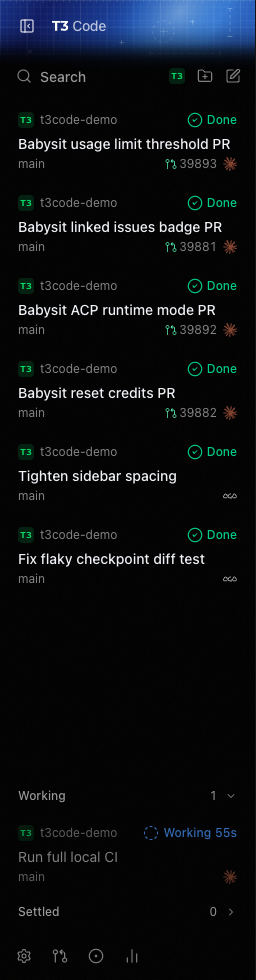 T3 Code
Search T3
T3 t3code-demo Done
Babysit usage limit threshold PR
main 39893
T3 t3code-demo Done
Babysit linked issues badge PR
main 39881
T3 t3code-demo Done
Babysit ACP runtime mode PR
main 39892
T3 t3code-demo Done
Babysit reset credits PR
main 39882
T3 t3code-demo Done
Tighten sidebar spacing
main
T3 t3code-demo Done
Fix flaky checkpoint diff test
main
Working 1
T3 t3code-demo Working 55s
Run full local CI
main
Settled 0